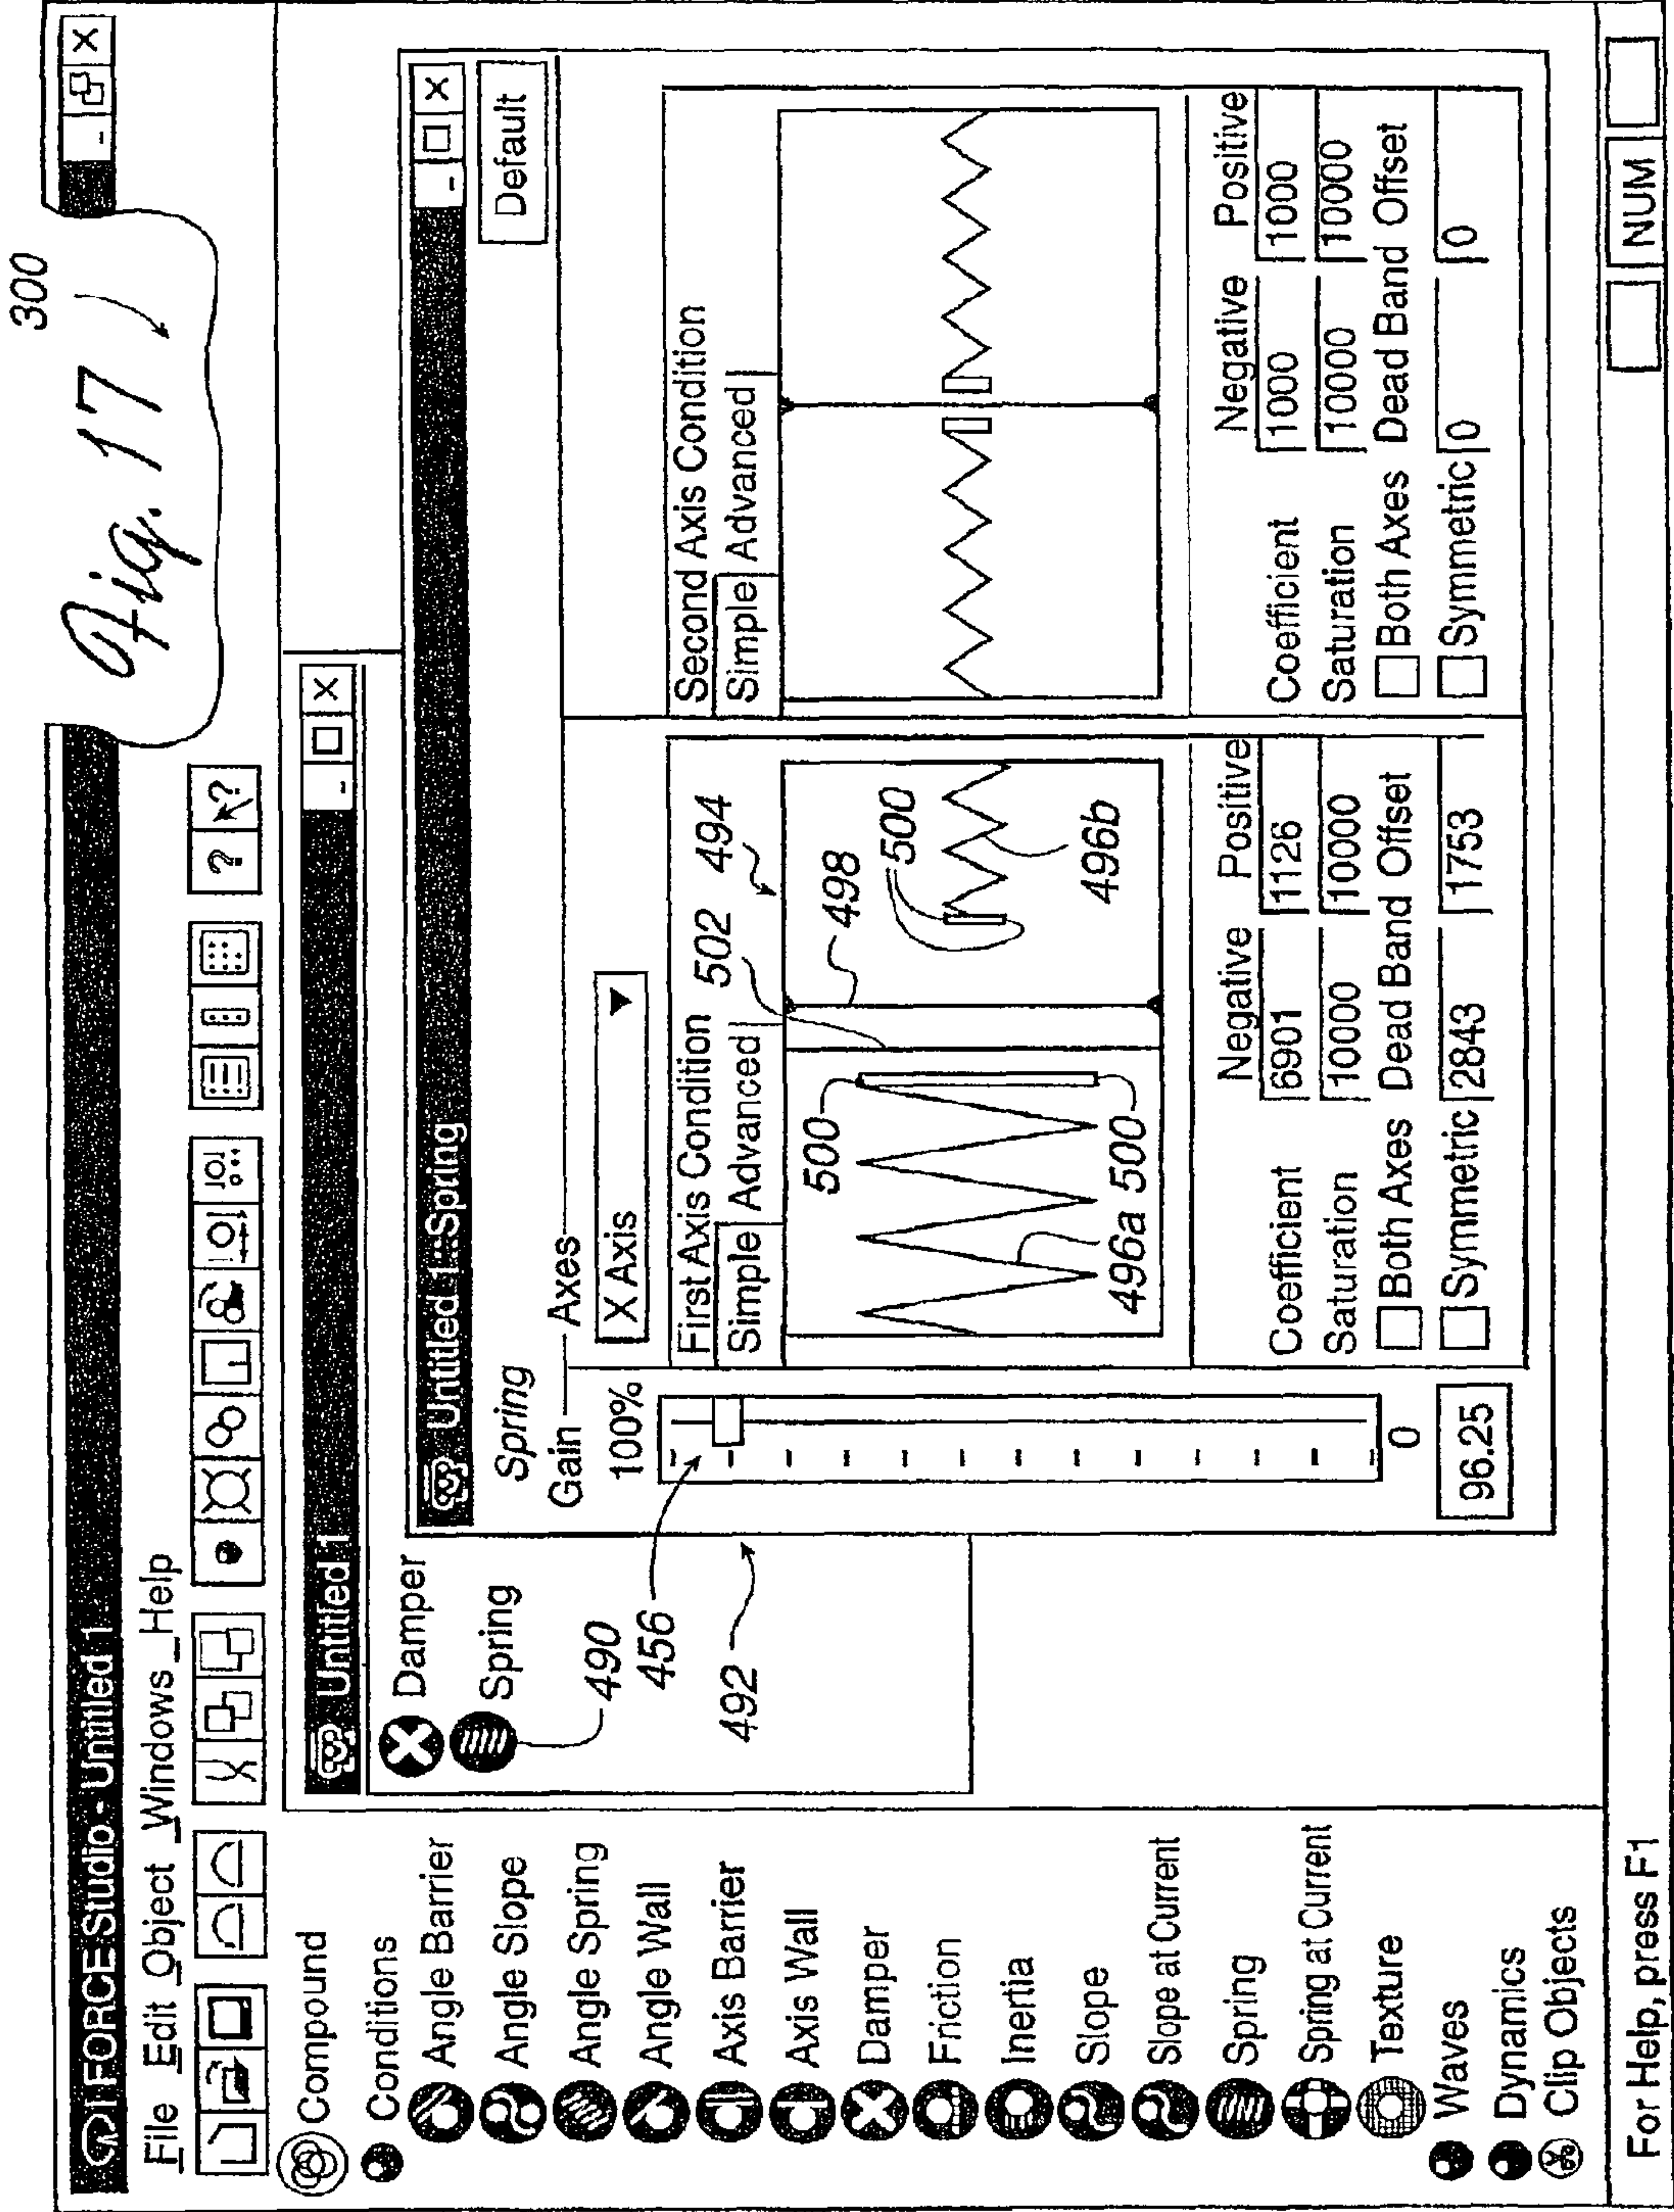 300
Fig. 17
I FORCE Studio - Untitled 1
File Edit Object Windows Help
Compound
Conditions
Angle Barrier
Angle Slope
Angle Spring
Angle Wall
Axis Barrier
Axis Wall
Damper
Friction
Inertia
Slope
Slope at Current
Spring
Spring at Current
Texture
Waves
Dynamics
Clip Objects
Untitled 1
Damper
Spring
490
456
492
Untitled 1 : Spring
Spring
Default
Gain
100%
0
96.25
Axes
X Axis
First Axis Condition
Simple Advanced
502
494
498
500
500
500
496a
496b
Negative Positive
Coefficient 6901 1126
Saturation 10000 10000
Both Axes Dead Band Offset
Symmetric 2843 1753
Second Axis Condition
Simple Advanced
Negative Positive
Coefficient 1000 1000
Saturation 10000 10000
Both Axes Dead Band Offset
Symmetric 0 0
For Help, press F1
NUM